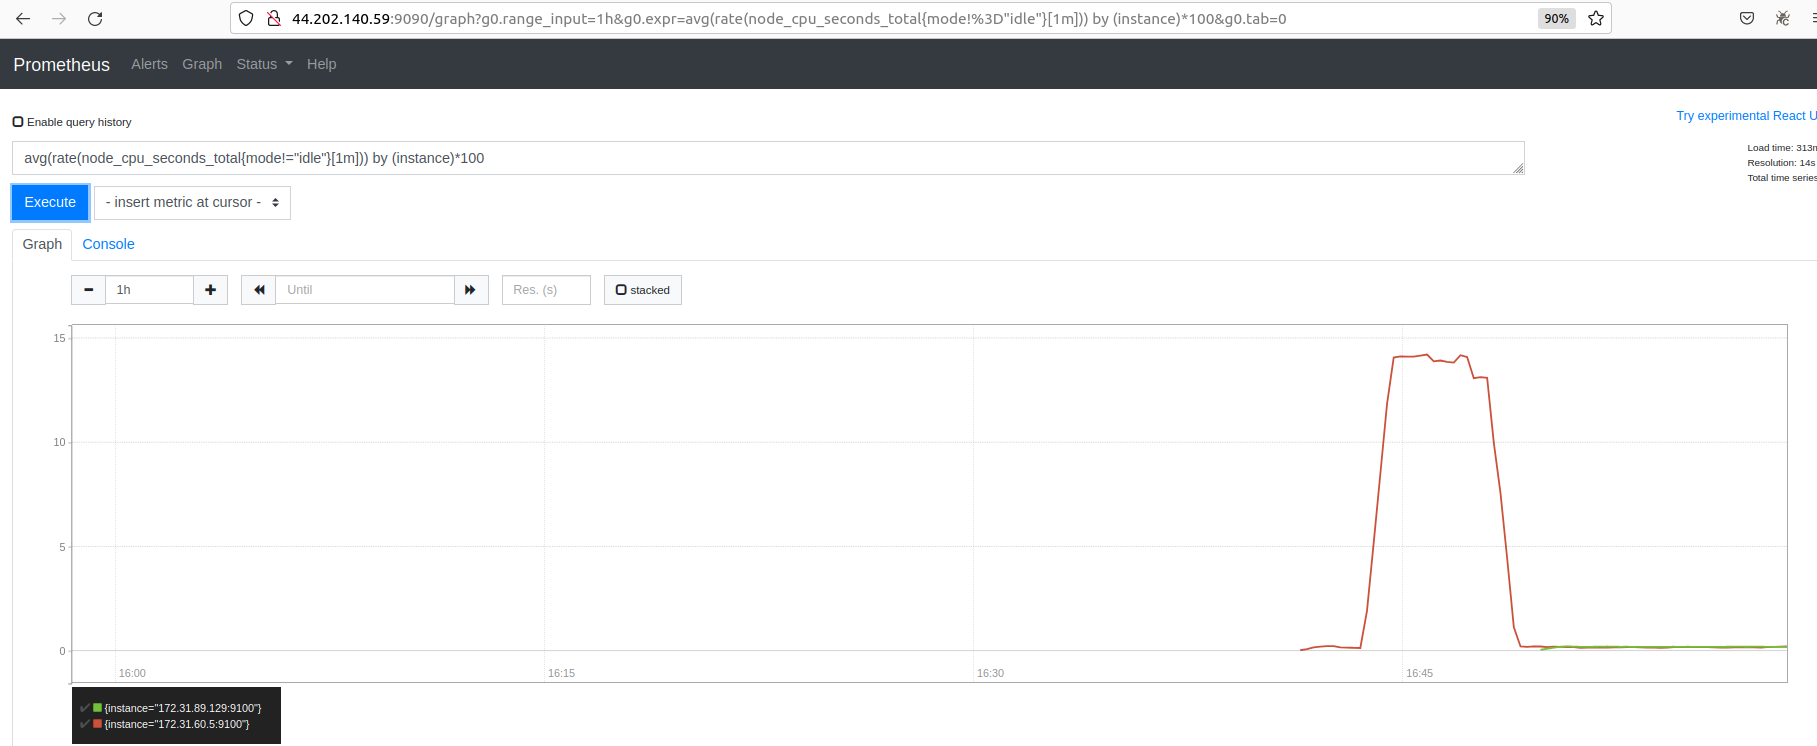 44.202.140.59:9090/graph?g0.range_input=1h&g0.expr=avg(rate(node_cpu_seconds_total{mode!%3D"idle"}[1m])) by (instance)*100&g0.tab=0
90%
Prometheus Alerts Graph Status Help
Enable query history
Try experimental React U
avg(rate(node_cpu_seconds_total{mode!="idle"}[1m])) by (instance)*100
Load time: 313m
Resolution: 14s
Total time series
Execute - insert metric at cursor -
Graph Console
1h Until Res. (s) stacked
15
10
5
0
16:00 16:15 16:30 16:45
{instance="172.31.89.129:9100"}
{instance="172.31.60.5:9100"}